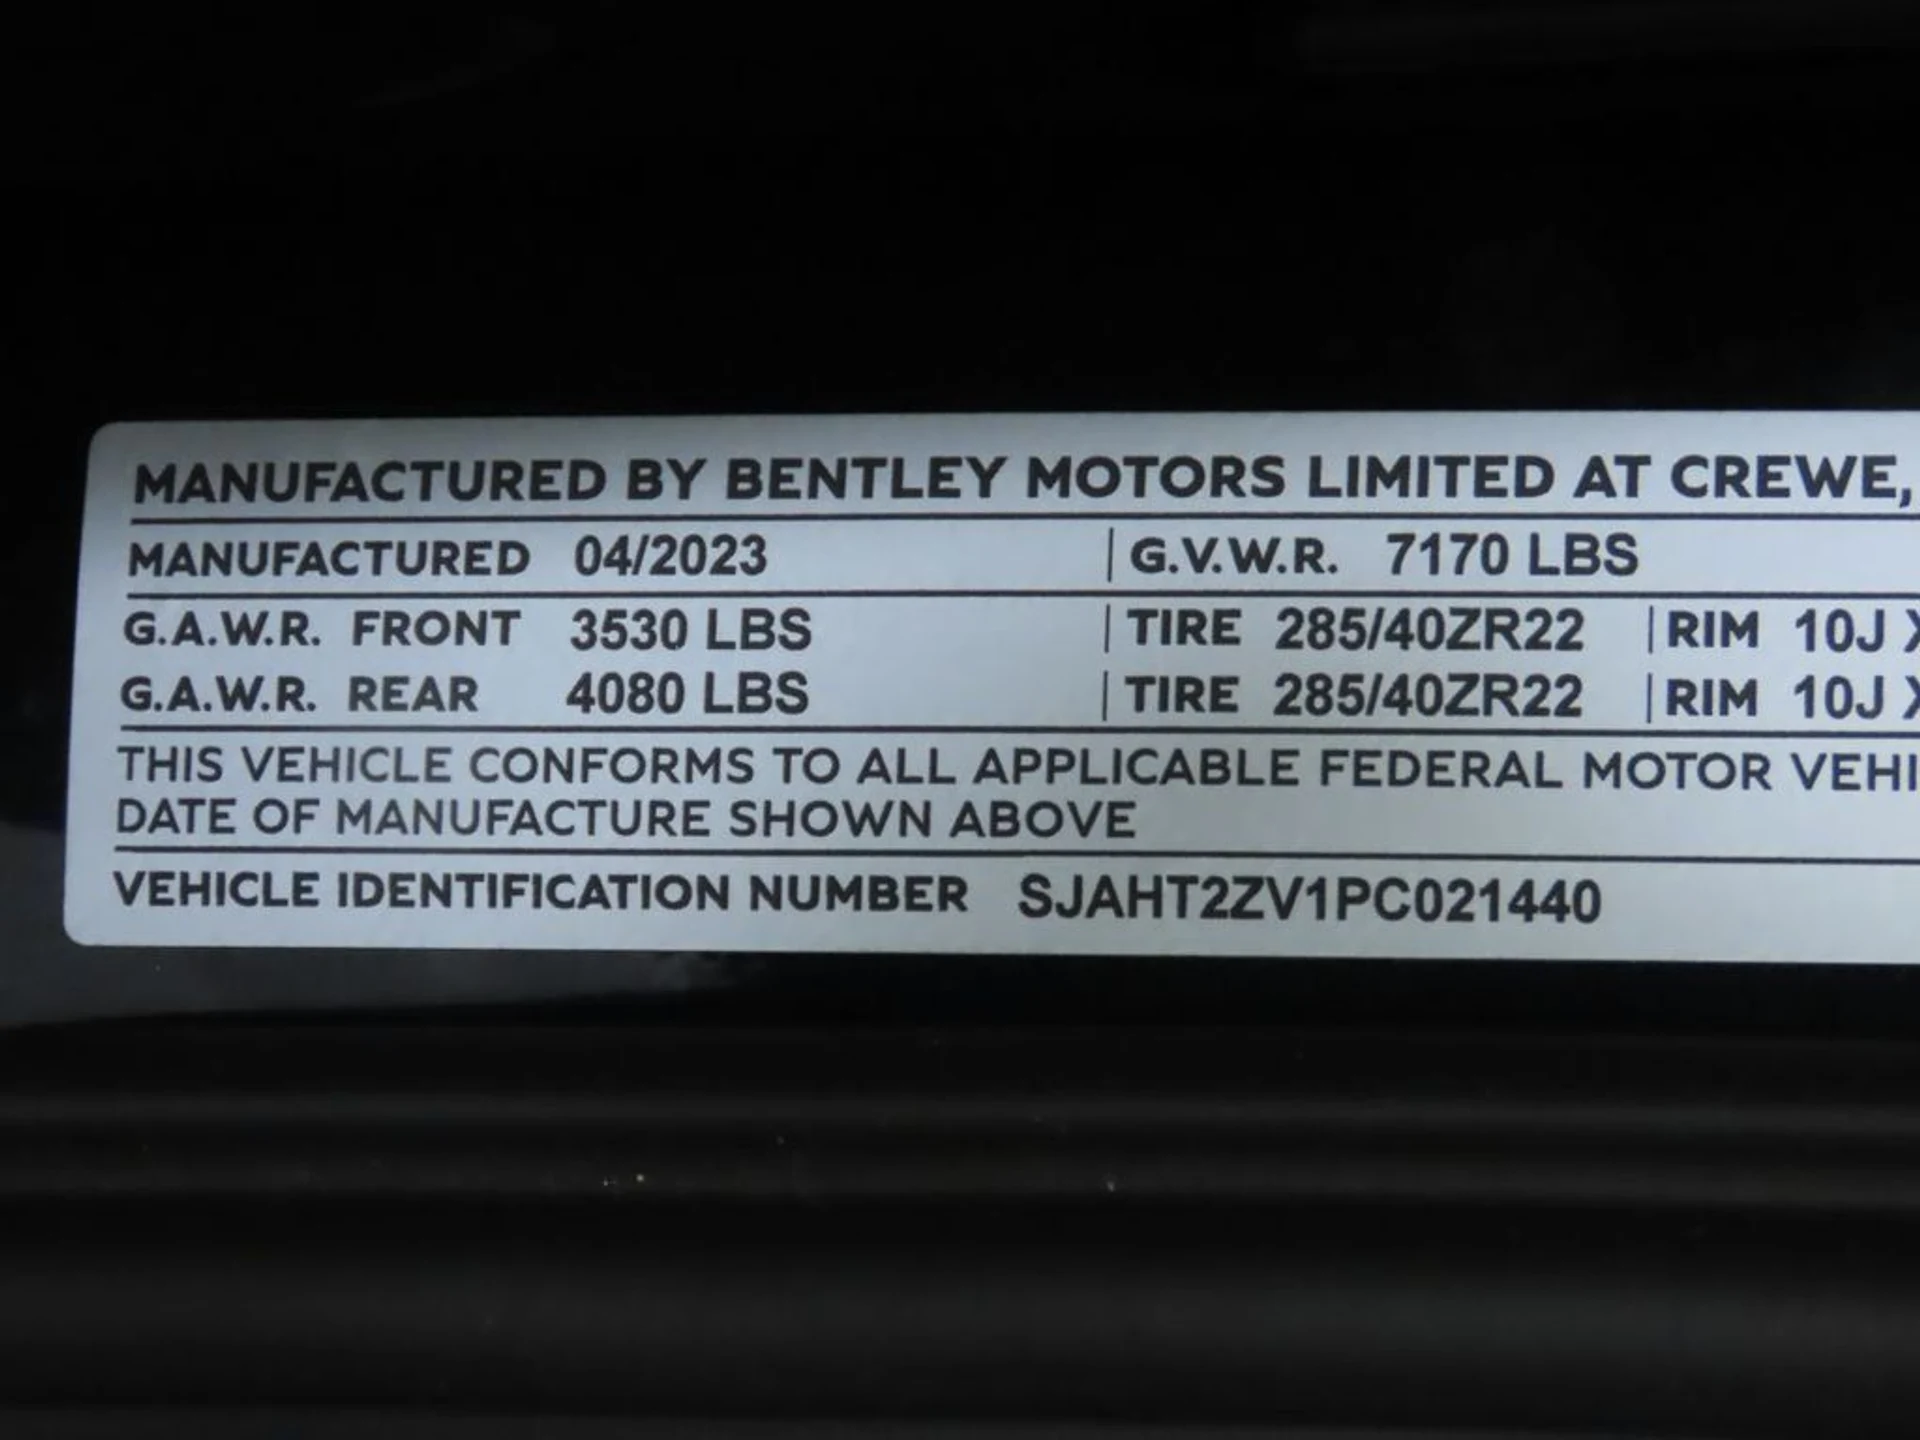 MANUFACTURED BY BENTLEY MOTORS LIMITED AT CREWE,
MANUFACTURED 04/2023 | G.V.W.R. 7170 LBS
G.A.W.R. FRONT 3530 LBS | TIRE 285/40ZR22 | RIM 10J X
G.A.W.R. REAR 4080 LBS | TIRE 285/40ZR22 | RIM 10J X
THIS VEHICLE CONFORMS TO ALL APPLICABLE FEDERAL MOTOR VEHI
DATE OF MANUFACTURE SHOWN ABOVE
VEHICLE IDENTIFICATION NUMBER SJAHT2ZV1PC021440